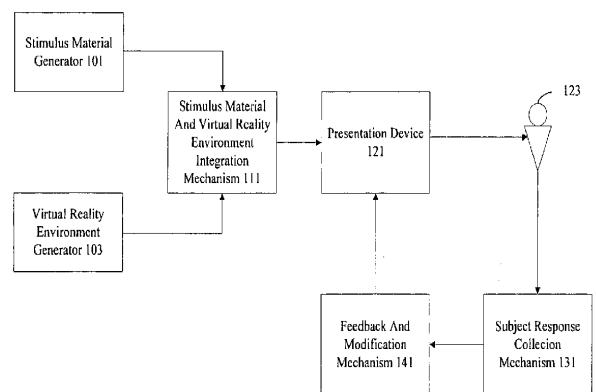 Stimulus Material
Generator 101
123
Stimulus Material
And Virtual Reality
Environment
Integration
Mechanism 111
Presentation Device
121
Virtual Reality
Environment
Generator 103
Feedback And
Modification
Mechanism 141
Subject Response
Collecion
Mechanism 131